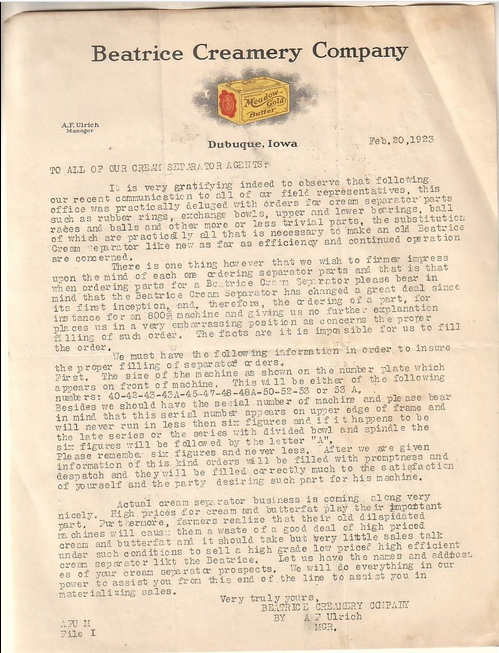 Beatrice Creamery Company
Meadow-
Gold
Butter
A.F. Ulrich
Manager
Dubuque, Iowa
Feb. 20, 1923
TO ALL OF OUR CREAM SEPARATOR AGENTS:
It is very gratifying indeed to observe that following
our recent communication to all of our field representatives, this
office was practically deluged with orders for cream separator parts
such as rubber rings, exchange bowls, upper and lower bearings, ball
races and balls and other more or less trivial parts, the substitution
of which are practically all that is necessary to make an old Beatrice
Cream Separator like new as far as efficiency and continued operation
are concerned.
There is one thing however that we wish to firmer impress
upon the mind of each one ordering separator parts and that is that
when ordering parts for a Beatrice Cream Separator please bear in
mind that the Beatrice Cream Separator has changed a great deal since
its first inception, and, therefore, the ordering of a part, for
instance for an 800# machine and giving us no further explanation
places us in a very embarrassing position as concerns the proper
filling of such order. The facts are it is impossible for us to fill
the order.
We must have the following information in order to insure
the proper filling of separator orders.
First. The size of the machine as shown on the number plate which
appears on front of machine. This will be either of the following
numbers: 40-42-43-43A-45-47-48-48A-50-52-53 or 33 A.
Besides we should have the serial number of machine and please bear
in mind that this serial number appears on upper edge of frame and
will never run in less then six figures and if it happens to be
the late series or the series with divided bowl and spindle the
six figures will be followed by the letter "A".
Please remember six figures and never less. After we are given
information of this kind orders will be filled with promptness and
despatch and they will be filled correctly much to the satisfaction
of yourself and the party desiring such part for his machine.
Actual cream separator business is coming along very
nicely. High prices for cream and butterfat play their important
part. Furthermore, farmers realize that their old dilapidated
machines will cause them a waste of a good deal of high priced
cream and butterfat and it should take but very little sales talk
under such conditions to sell a high grade low price high efficient
cream separator like the Beatrice. Let us have the names and address
es of your cream separator prospects. We will do everything in our
power to assist you from this end of the line to assist you in
materializing sales.
Very truly yours,
BEATRICE CREAMERY COMPANY
BY A F Ulrich
MGR.
AFU M
File I